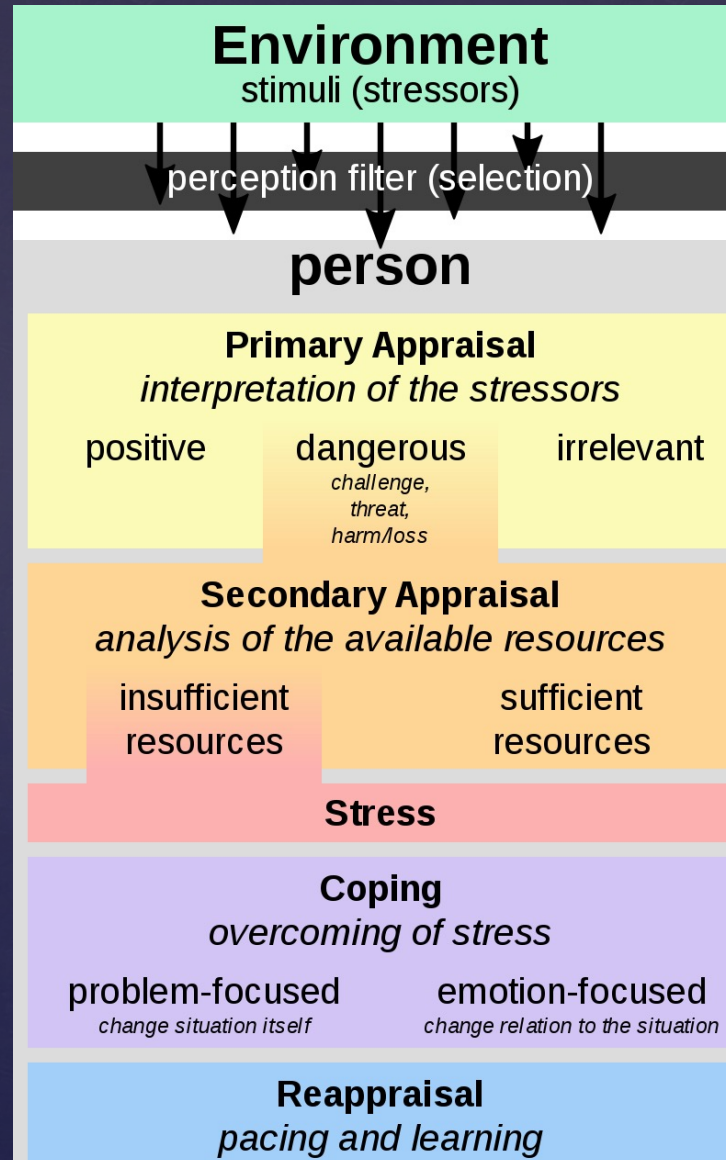 Environment
stimuli (stressors)
perception filter (selection)
person
Primary Appraisal
interpretation of the stressors
positive dangerous irrelevant
challenge,
threat,
harm/loss
Secondary Appraisal
analysis of the available resources
insufficient sufficient
resources resources
Stress
Coping
overcoming of stress
problem-focused emotion-focused
change situation itself change relation to the situation
Reappraisal
pacing and learning